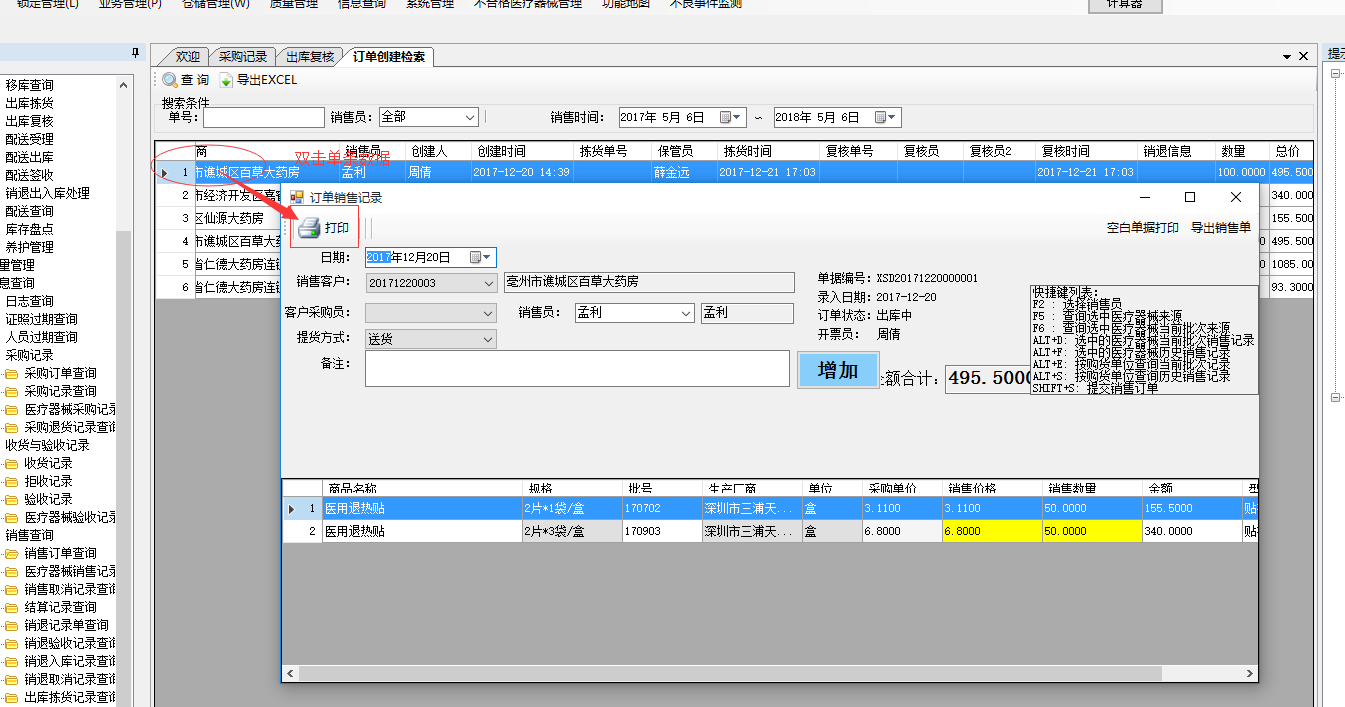 锁定管理(L) 业务管理(P) 仓储管理(W) 质量管理 信息查询 系统管理 不合格医疗器械管理 功能地图 不良事件监测 计算器
欢迎 采购记录 出库复核 订单创建检索
提示
查 询 导出EXCEL
搜索条件
单号: 销售员: 全部 销售时间: 2017年 5月 6日 ~ 2018年 5月 6日
移库查询
出库拣货
出库复核
配送受理
配送出库
配送签收
销退出入库处理
配送查询
库存盘点
养护管理
量管理
息查询
日志查询
证照过期查询
人员过期查询
采购记录
采购订单查询
采购记录查询
医疗器械采购记录
采购退货记录查询
收货与验收记录
收货记录
拒收记录
验收记录
医疗器械验收记录
销售查询
销售订单查询
医疗器械销售记录
销售取消记录查询
结算记录查询
销退记录单查询
销退验收记录查询
销退入库记录查询
销退取消记录查询
出库拣货记录查询
商 销售员 创建人 创建时间 拣货单号 保管员 拣货时间 复核单号 复核员 复核员2 复核时间 销退信息 数量 总价
双击单条数据
1 市谯城区百草大药房 孟利 周倩 2017-12-20 14:39 薛金远 2017-12-21 17:03 2017-12-21 17:03 100.0000 495.500
2 市经济开发区嘉 340.000
3 区仙源大药房 155.500
4 市谯城区百草大药 495.500
5 省仁德大药房连锁 1085.00
6 省仁德大药房连锁 93.3000
订单销售记录
打印 空白单据打印 导出销售单
日期: 2017年12月20日
销售客户: 20171220003 亳州市谯城区百草大药房
客户采购员: 销售员: 孟利 孟利
提货方式: 送货
备注:
增加
金额合计: 495.5000
单据编号: XSD20171220000001
录入日期: 2017-12-20
订单状态: 出库中
开票员: 周倩
快捷键列表:
F2 : 选择销售员
F5 : 查询选中医疗器械来源
F6 : 查询选中医疗器械当前批次来源
ALT+D: 选中的医疗器械当前批次销售记录
ALT+F: 选中的医疗器械历史销售记录
ALT+E: 按购货单位查询当前批次记录
ALT+S: 按购货单位查询历史销售记录
SHIFT+S: 提交销售订单
商品名称 规格 批号 生产厂商 单位 采购单价 销售价格 销售数量 金额 型
1 医用退热贴 2片*1袋/盒 170702 深圳市三浦天... 盒 3.1100 3.1100 50.0000 155.5000 贴
2 医用退热贴 2片*3袋/盒 170903 深圳市三浦天... 盒 6.8000 6.8000 50.0000 340.0000 贴